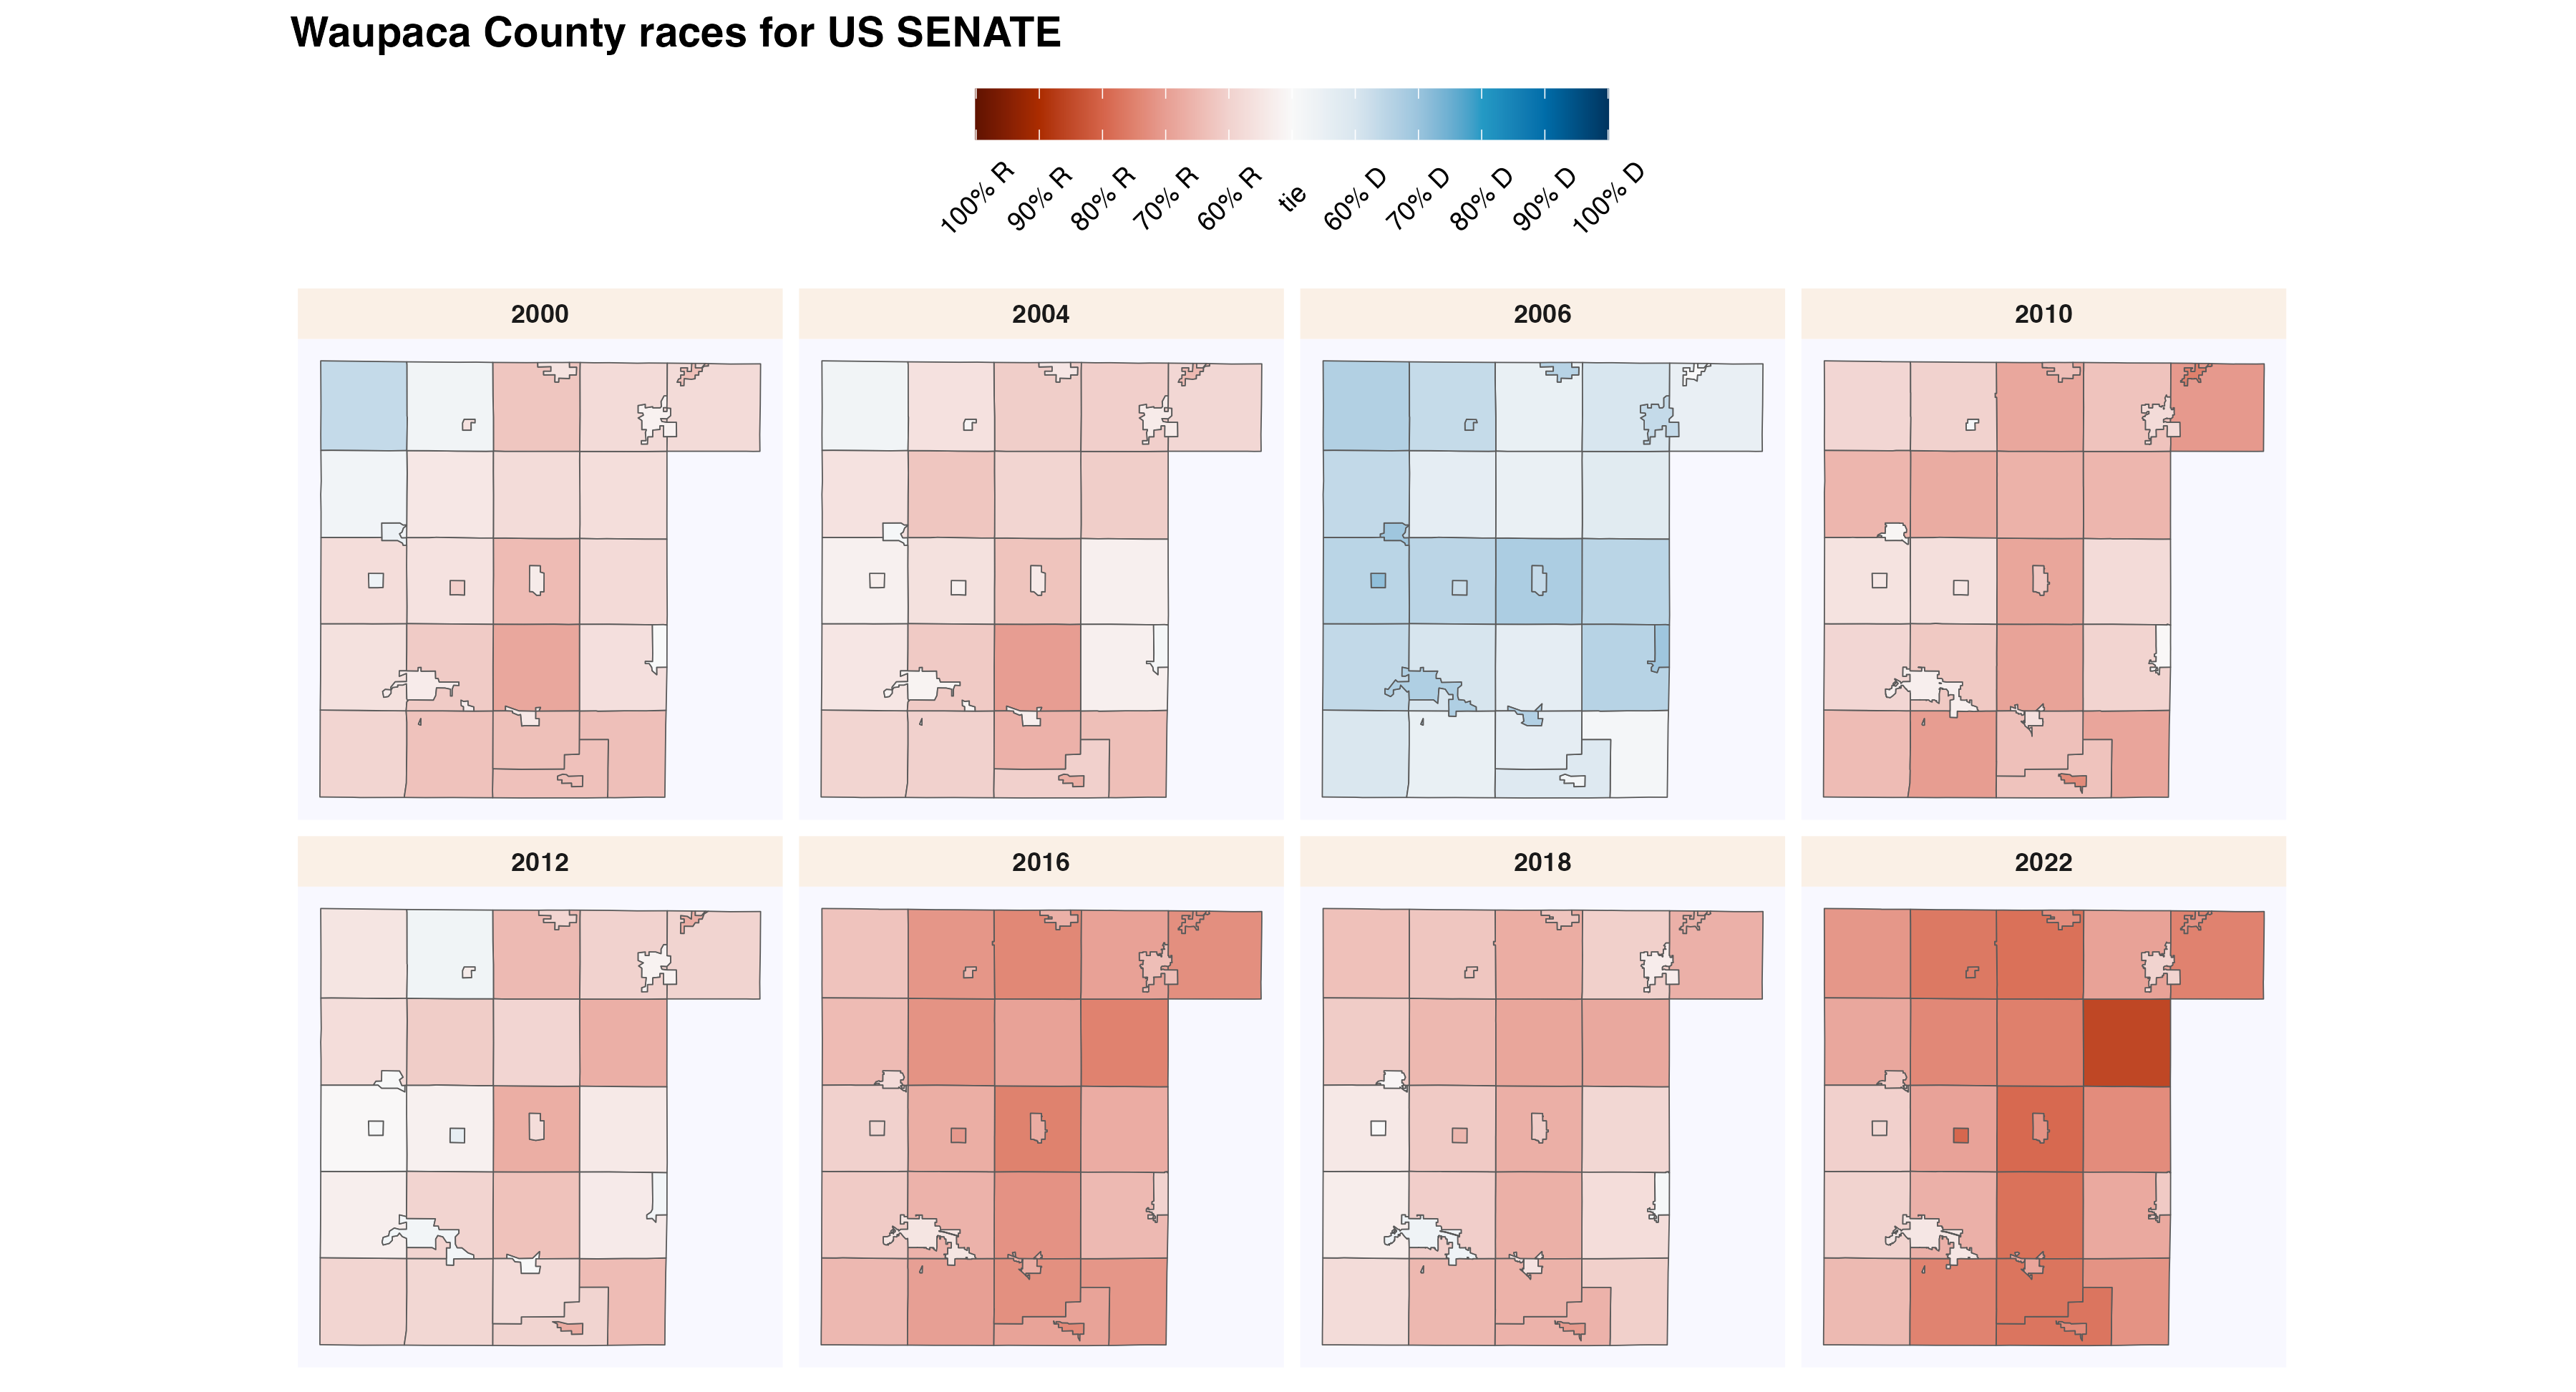 Waupaca County races for US SENATE
100% R 90% R 80% R 70% R 60% R tie 60% D 70% D 80% D 90% D 100% D
2000 2004 2006 2010
2012 2016 2018 2022